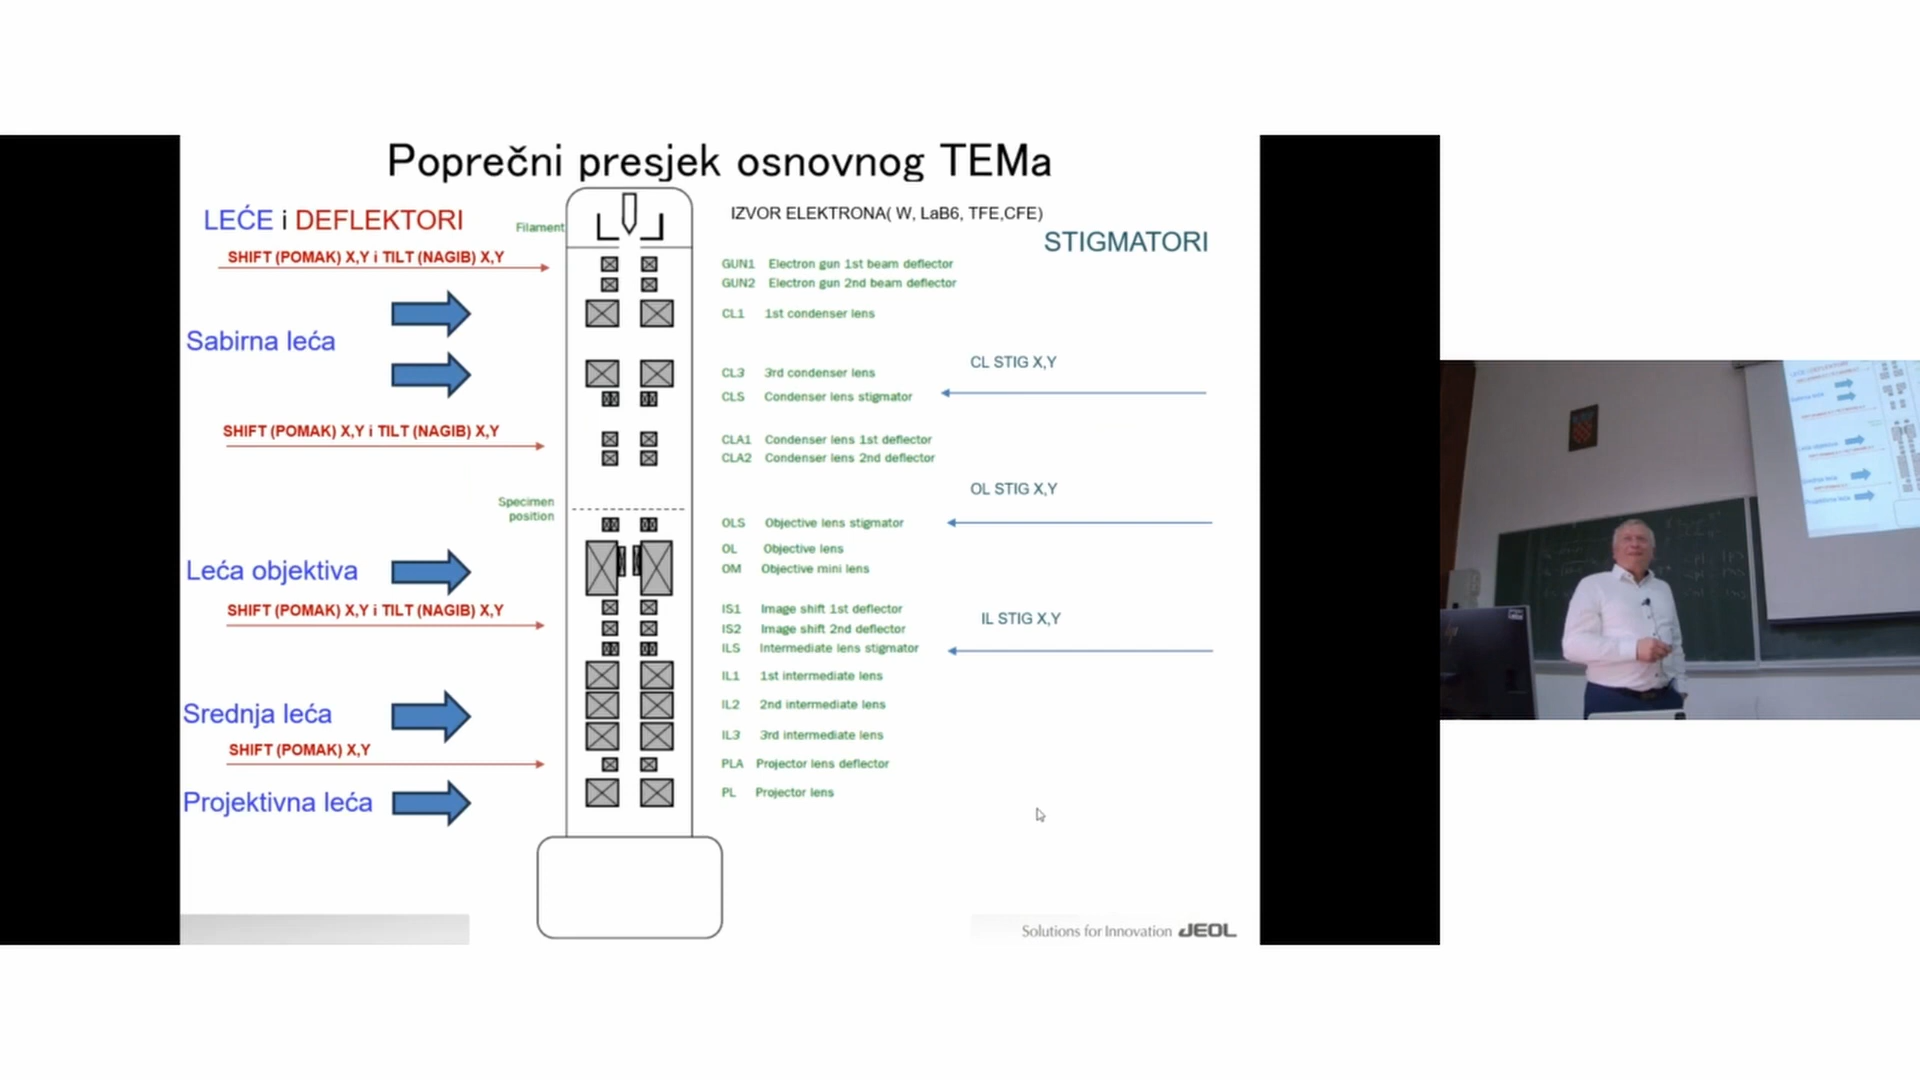 Poprečni presjek osnovnog TEMa
LEĆE i DEFLEKTORI
Filament
IZVOR ELEKTRONA( W, LaB6, TFE,CFE)
STIGMATORI
SHIFT (POMAK) X,Y i TILT (NAGIB) X,Y
GUN1 Electron gun 1st beam deflector
GUN2 Electron gun 2nd beam deflector
CL1 1st condenser lens
Sabirna leća
CL STIG X,Y
CL3 3rd condenser lens
CLS Condenser lens stigmator
SHIFT (POMAK) X,Y i TILT (NAGIB) X,Y
CLA1 Condenser lens 1st deflector
CLA2 Condenser lens 2nd deflector
OL STIG X,Y
Specimen
position
OLS Objective lens stigmator
OL Objective lens
Leća objektiva
OM Objective mini lens
SHIFT (POMAK) X,Y i TILT (NAGIB) X,Y
IS1 Image shift 1st deflector
IL STIG X,Y
IS2 Image shift 2nd deflector
ILS Intermediate lens stigmator
IL1 1st intermediate lens
IL2 2nd intermediate lens
Srednja leća
IL3 3rd intermediate lens
SHIFT (POMAK) X,Y
PLA Projector lens deflector
PL Projector lens
Projektivna leća
Solutions for Innovation JEOL